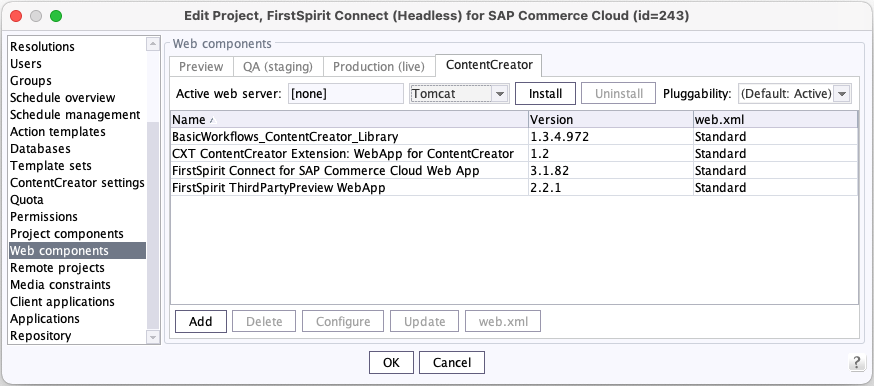 Edit Project, FirstSpirit Connect (Headless) for SAP Commerce Cloud (id=243)
Resolutions
Users
Groups
Schedule overview
Schedule management
Action templates
Databases
Template sets
ContentCreator settings
Quota
Permissions
Project components
Web components
Remote projects
Media constraints
Client applications
Applications
Repository
Web components
Preview QA (staging) Production (live) ContentCreator
Active web server: [none] Tomcat Install Uninstall Pluggability: (Default: Active)
Name Version web.xml
BasicWorkflows_ContentCreator_Library 1.3.4.972 Standard
CXT ContentCreator Extension: WebApp for ContentCreator 1.2 Standard
FirstSpirit Connect for SAP Commerce Cloud Web App 3.1.82 Standard
FirstSpirit ThirdPartyPreview WebApp 2.2.1 Standard
Add Delete Configure Update web.xml
OK Cancel ?